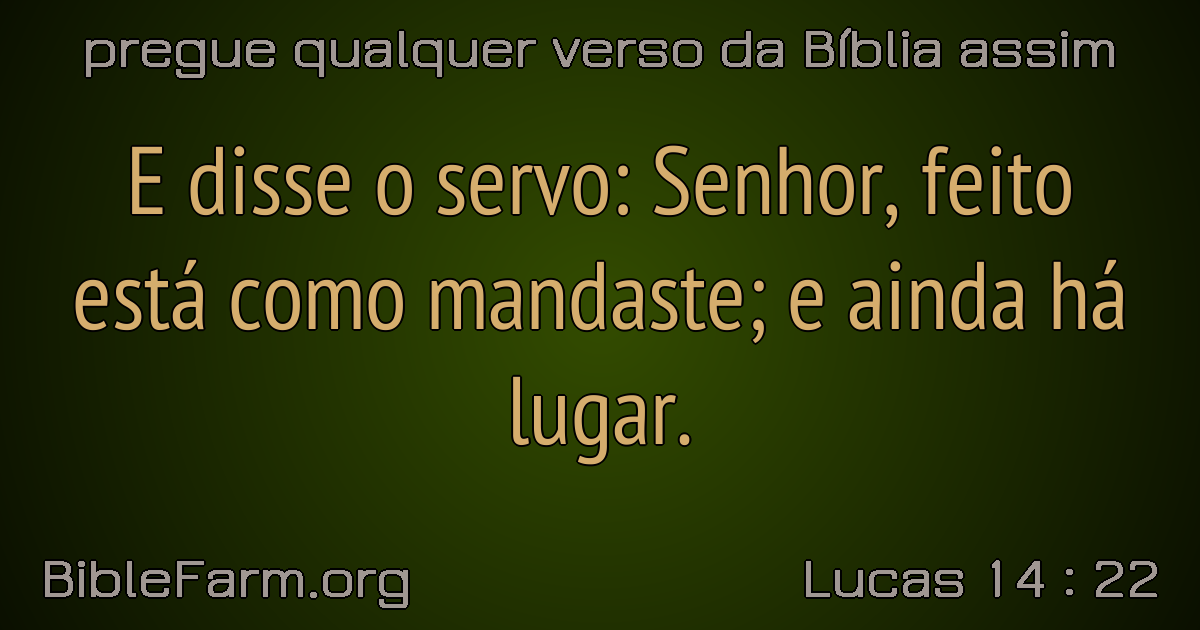 pregue qualquer verso da Bíblia assim
E disse o servo: Senhor, feito
está como mandaste; e ainda há
lugar.
BibleFarm.org
Lucas 14 : 22